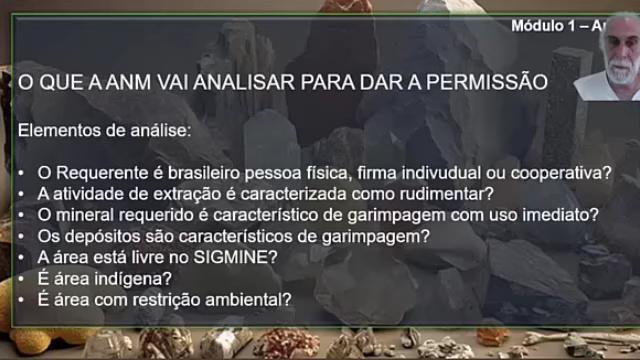 Módulo 1 –
O QUE A ANM VAI ANALISAR PARA DAR A PERMISSÃO
Elementos de análise:
• O Requerente é brasileiro pessoa física, firma indivudual ou cooperativa?
• A atividade de extração é caracterizada como rudimentar?
• O mineral requerido é característico de garimpagem com uso imediato?
• Os depósitos são característicos de garimpagem?
• A área está livre no SIGMINE?
• É área indígena?
• É área com restrição ambiental?